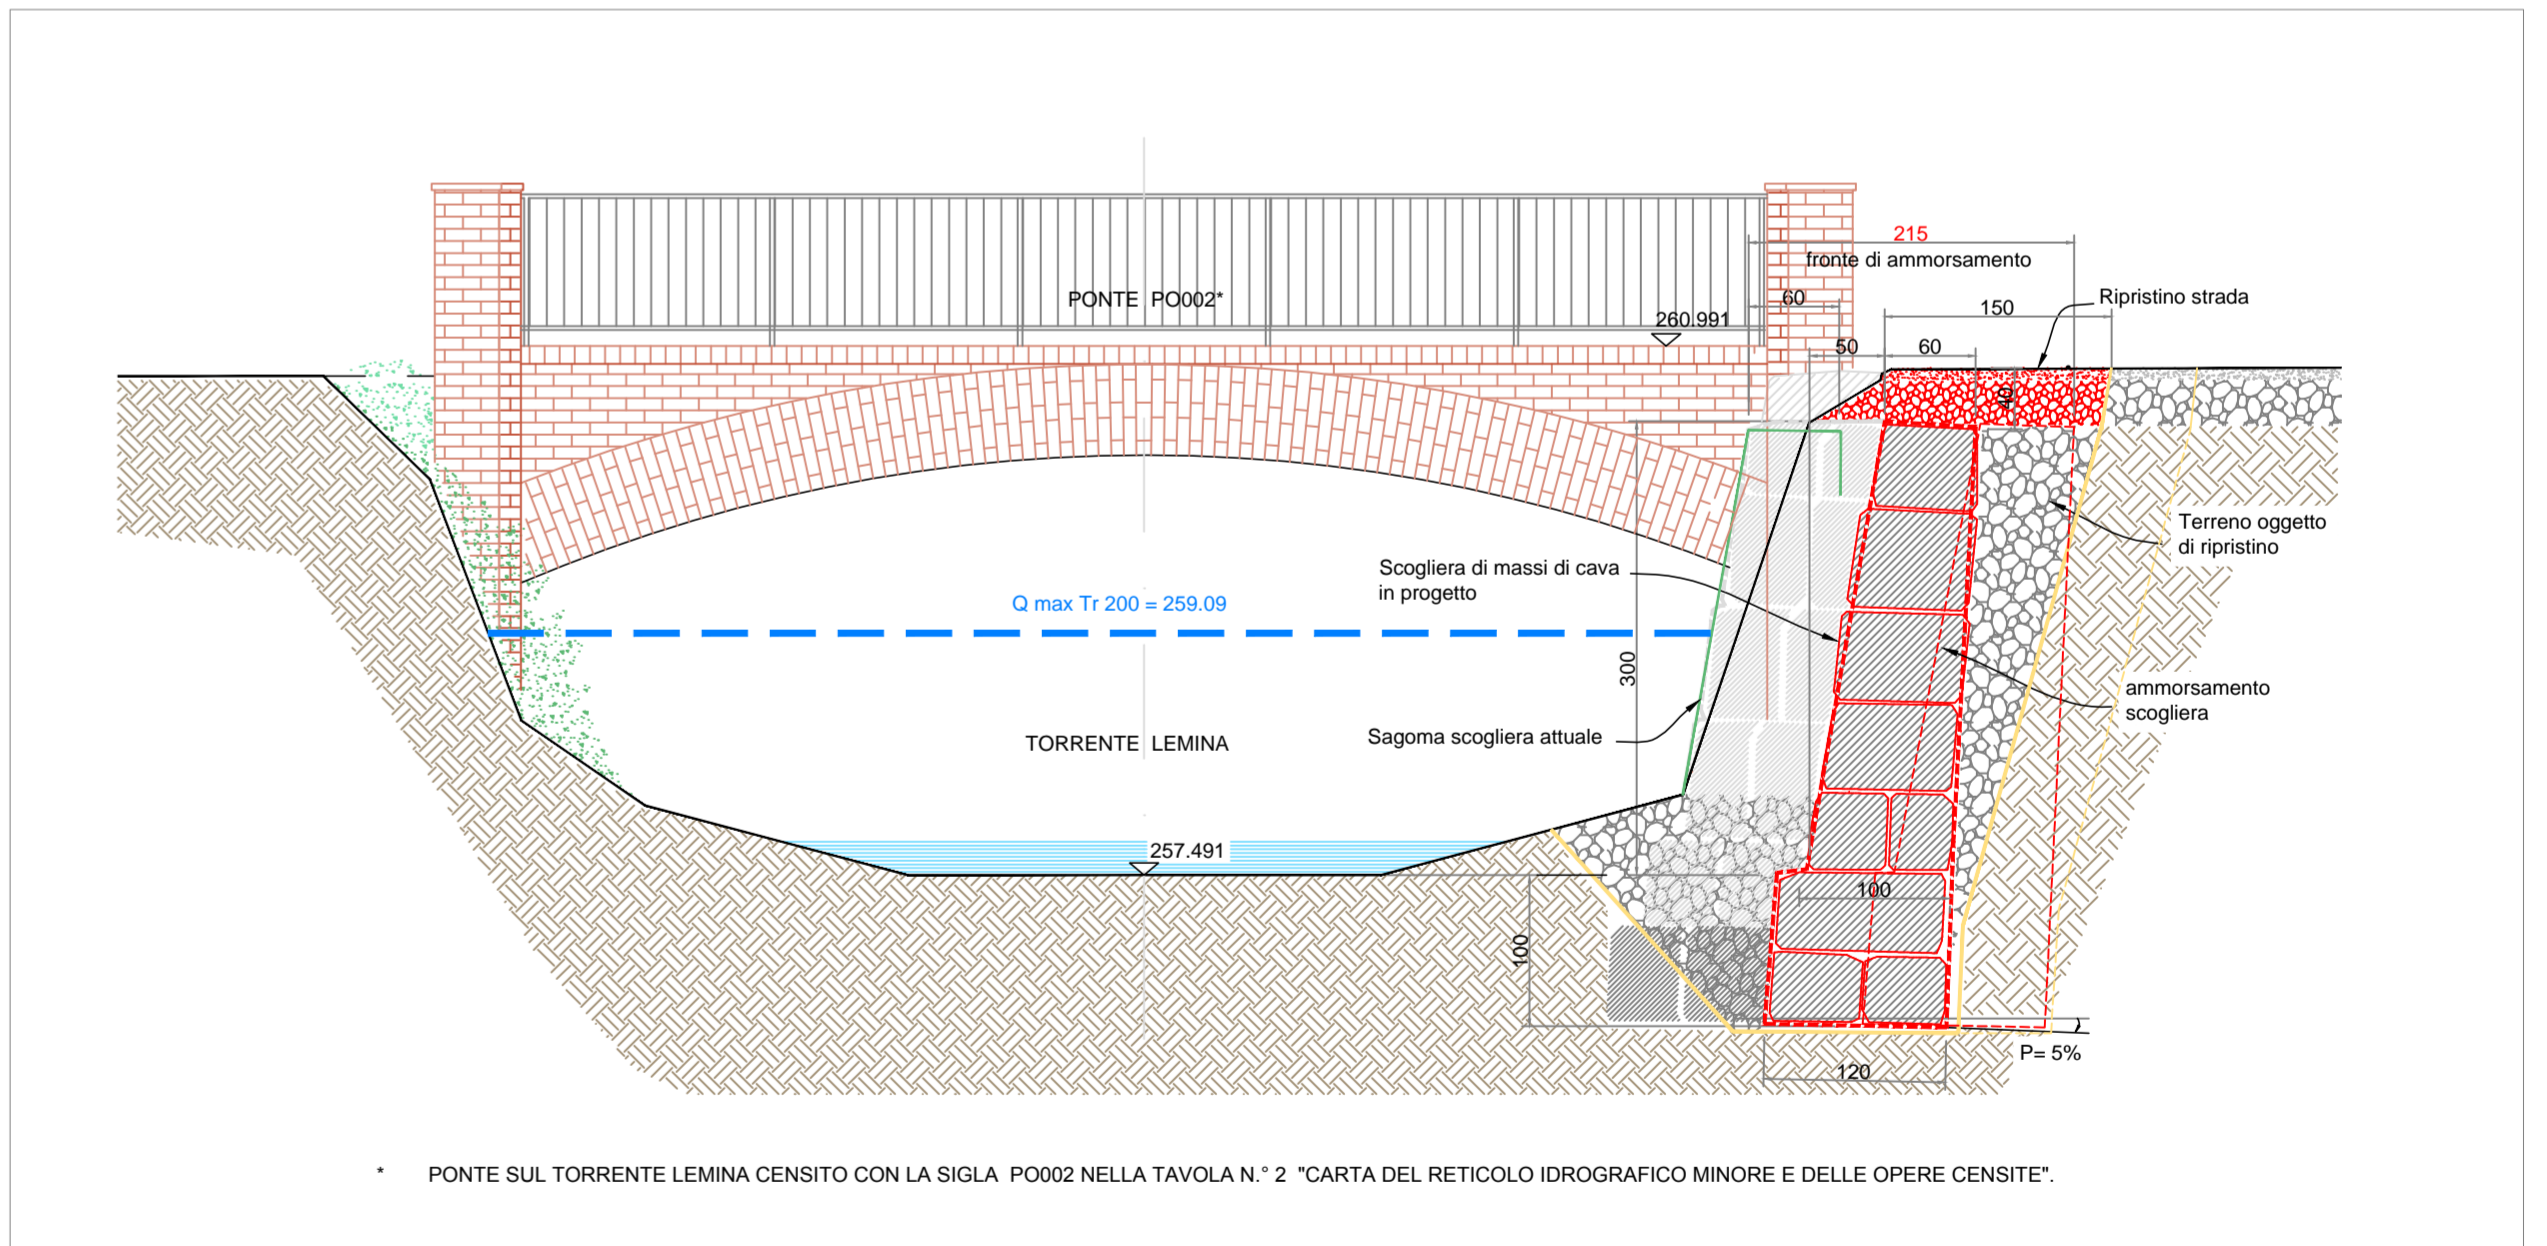 215
fronte di ammorsamento
PONTE PO002*
60
Ripristino strada
150
260.991
50
60
40
Terreno oggetto
di ripristino
Scogliera di massi di cava
in progetto
Q max Tr 200 = 259.09
300
ammorsamento
scogliera
Sagoma scogliera attuale
TORRENTE LEMINA
257.491
100
100
P= 5%
120
* PONTE SUL TORRENTE LEMINA CENSITO CON LA SIGLA PO002 NELLA TAVOLA N.° 2 "CARTA DEL RETICOLO IDROGRAFICO MINORE E DELLE OPERE CENSITE".